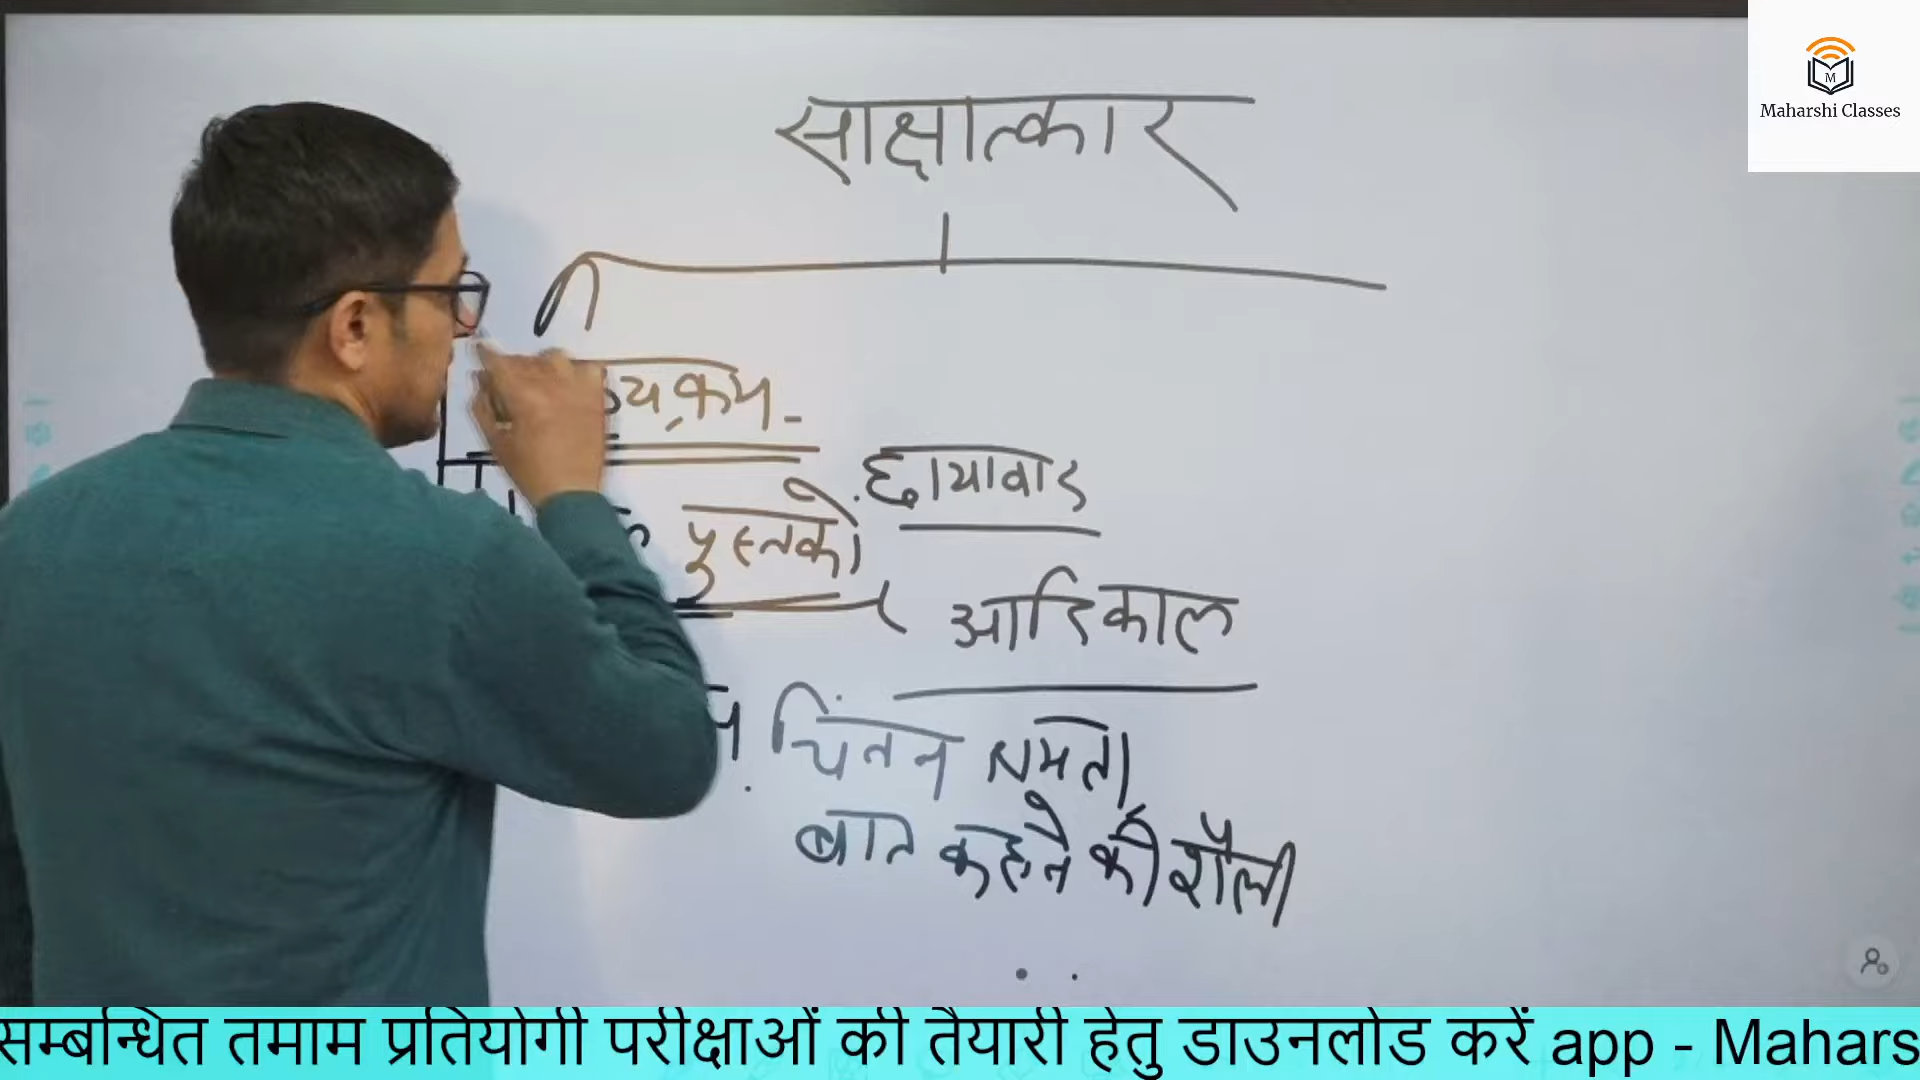 M
Maharshi Classes
साक्षात्कार
छायावाद
पुस्तकों
आदिकाल
चिंतन क्षमता
बात कहने की शैली
सम्बन्धित तमाम प्रतियोगी परीक्षाओं की तैयारी हेतु डाउनलोड करें app - Mahars